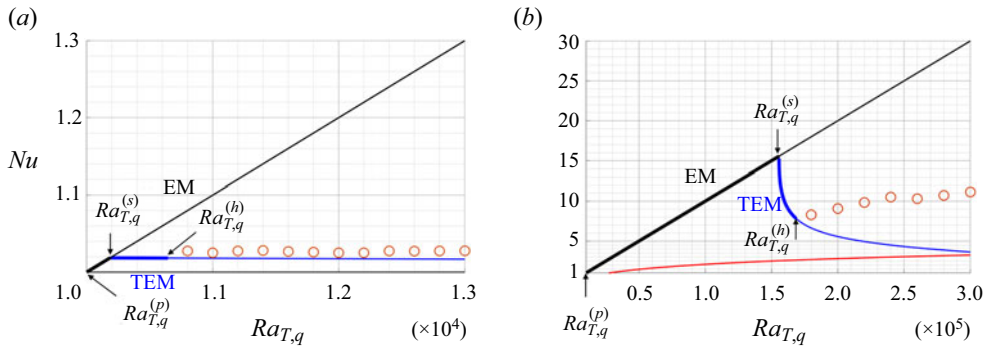 (a)
1.3
1.2
Nu
EM
Ra_{T,q}^{(s)}
1.1
Ra_{T,q}^{(h)}
TEM
1.0
Ra_{T,q}^{(p)}
1.1
1.2
1.3
Ra_{T,q}
(×10^4)
(b)
30
25
Ra_{T,q}^{(s)}
20
15
EM
10
TEM
Ra_{T,q}^{(h)}
5
1
Ra_{T,q}^{(p)}
0.5
1.0
1.5
2.0
2.5
3.0
Ra_{T,q}
(×10^5)